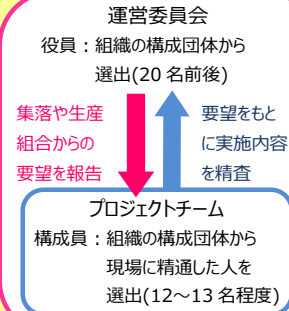 運営委員会
役員：組織の構成団体から
選出(20 名前後)
集落や生産
組合からの
要望を報告
要望をもと
に実施内容
を精査
プロジェクトチーム
構成員：組織の構成団体から
現場に精通した人を
選出(12～13 名程度)